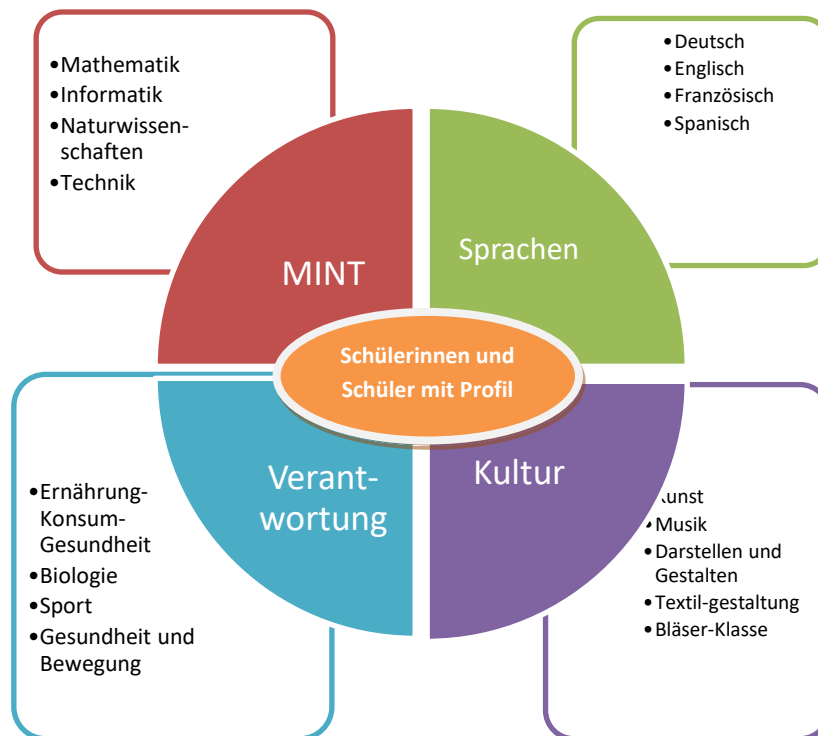 •Mathematik
•Informatik
•Naturwissen-
schaften
•Technik
MINT
•Deutsch
•Englisch
•Französisch
•Spanisch
Sprachen
Schülerinnen und
Schüler mit Profil
•Ernährung-
Konsum-
Gesundheit
•Biologie
•Sport
•Gesundheit und
Bewegung
Verant-
wortung
Kultur
Kunst
•Musik
•Darstellen und
Gestalten
•Textil-gestaltung
•Bläser-Klasse